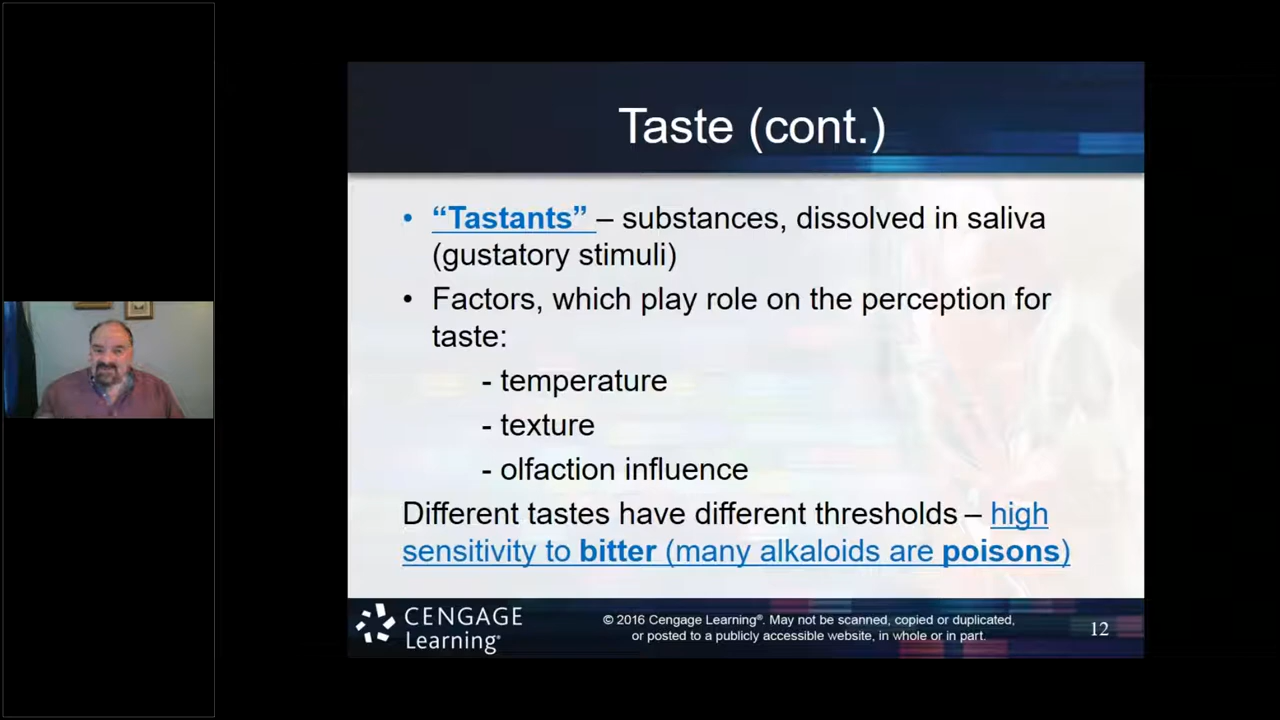 Taste (cont.)
• “Tastants” – substances, dissolved in saliva
(gustatory stimuli)
• Factors, which play role on the perception for
taste:
- temperature
- texture
- olfaction influence
Different tastes have different thresholds – high
sensitivity to bitter (many alkaloids are poisons)
CENGAGE
Learning®
© 2016 Cengage Learning®. May not be scanned, copied or duplicated,
or posted to a publicly accessible website, in whole or in part.
12